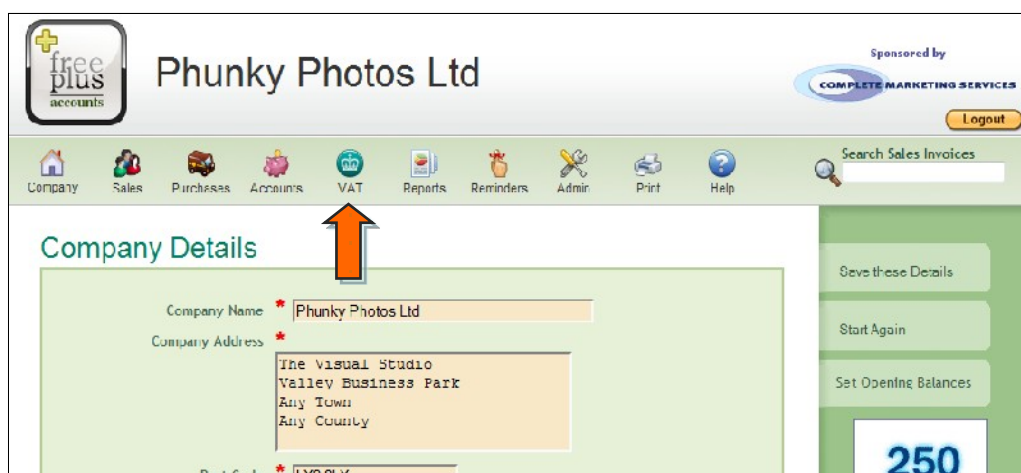 free
plus
accounts
Phunky Photos Ltd
Sponsored by
COMPLETE MARKETING SERVICES
Logout
Company Sales Purchases Accounts VAT Reports Reminders Admin Print Help
Search Sales Invoices
Company Details
Company Name * Phunky Photos Ltd
Company Address *
The Visual Studio
Valley Business Park
Any Town
Any County
Save these Details
Start Again
Set Opening Balances
250